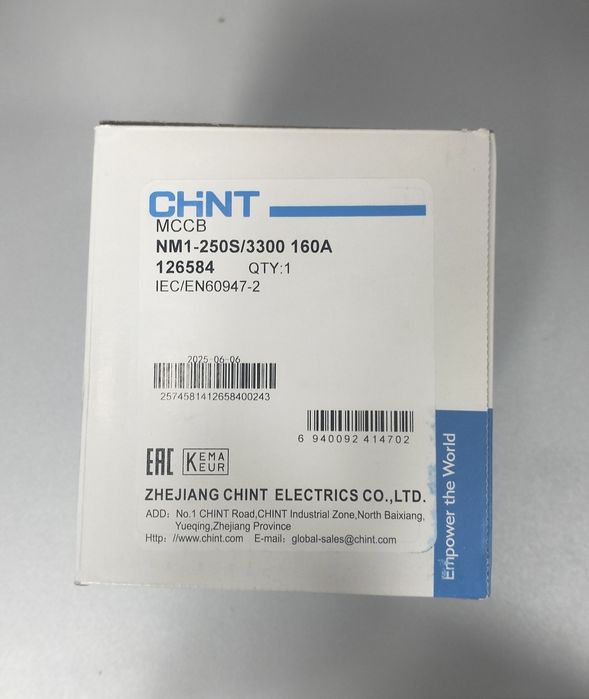 CHINT
MCCB
NM1-250S/3300 160A
126584 QTY:1
IEC/EN60947-2
2025-06-06
2574581412658400243
6 940092 414702
EAC KEMA KEUR
ZHEJIANG CHINT ELECTRICS CO.,LTD.
ADD: No.1 CHINT Road,CHINT Industrial Zone,North Baixiang,
Yueqing,Zhejiang Province
Http: //www.chint.com E-mail: global-sales@chint.com
Empower the World